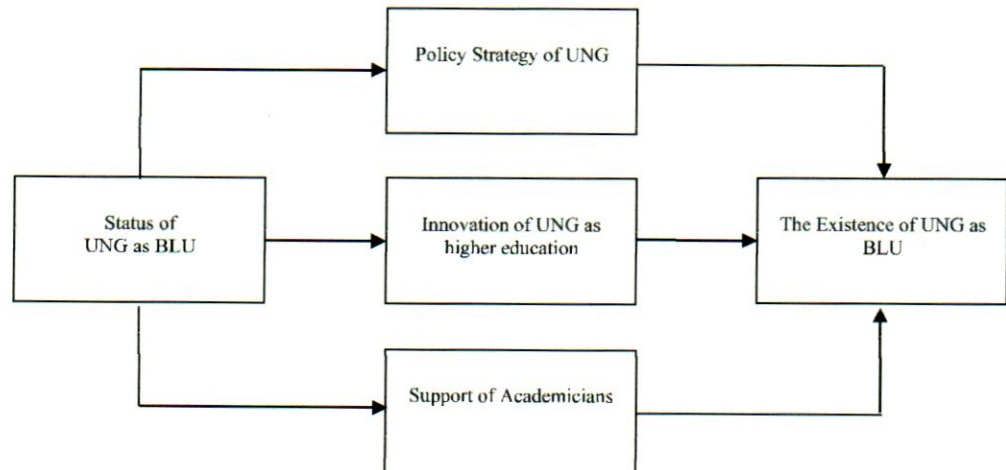 Policy Strategy of UNG
Status of
UNG as BLU
Innovation of UNG as
higher education
The Existence of UNG as
BLU
Support of Academicians